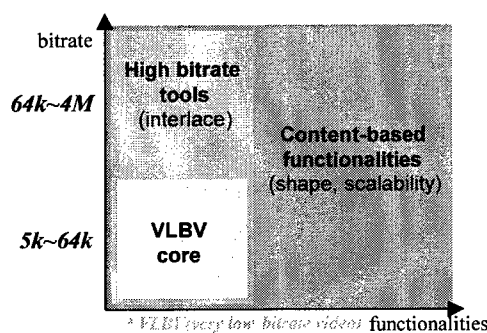 bitrate
High bitrate
tools
(interlace)
64k~4M
Content-based
functionalities
(shape, scalability)
VLBV
core
5k~64k
* VLBV(very low bitrate video) functionalities